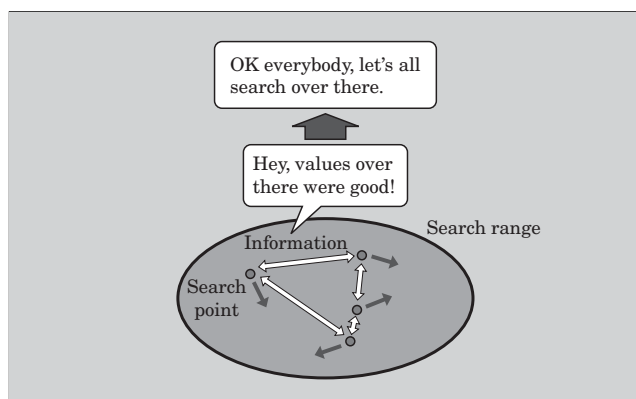 OK everybody, let's all
search over there.
Hey, values over
there were good!
Search range
Information
Search
point